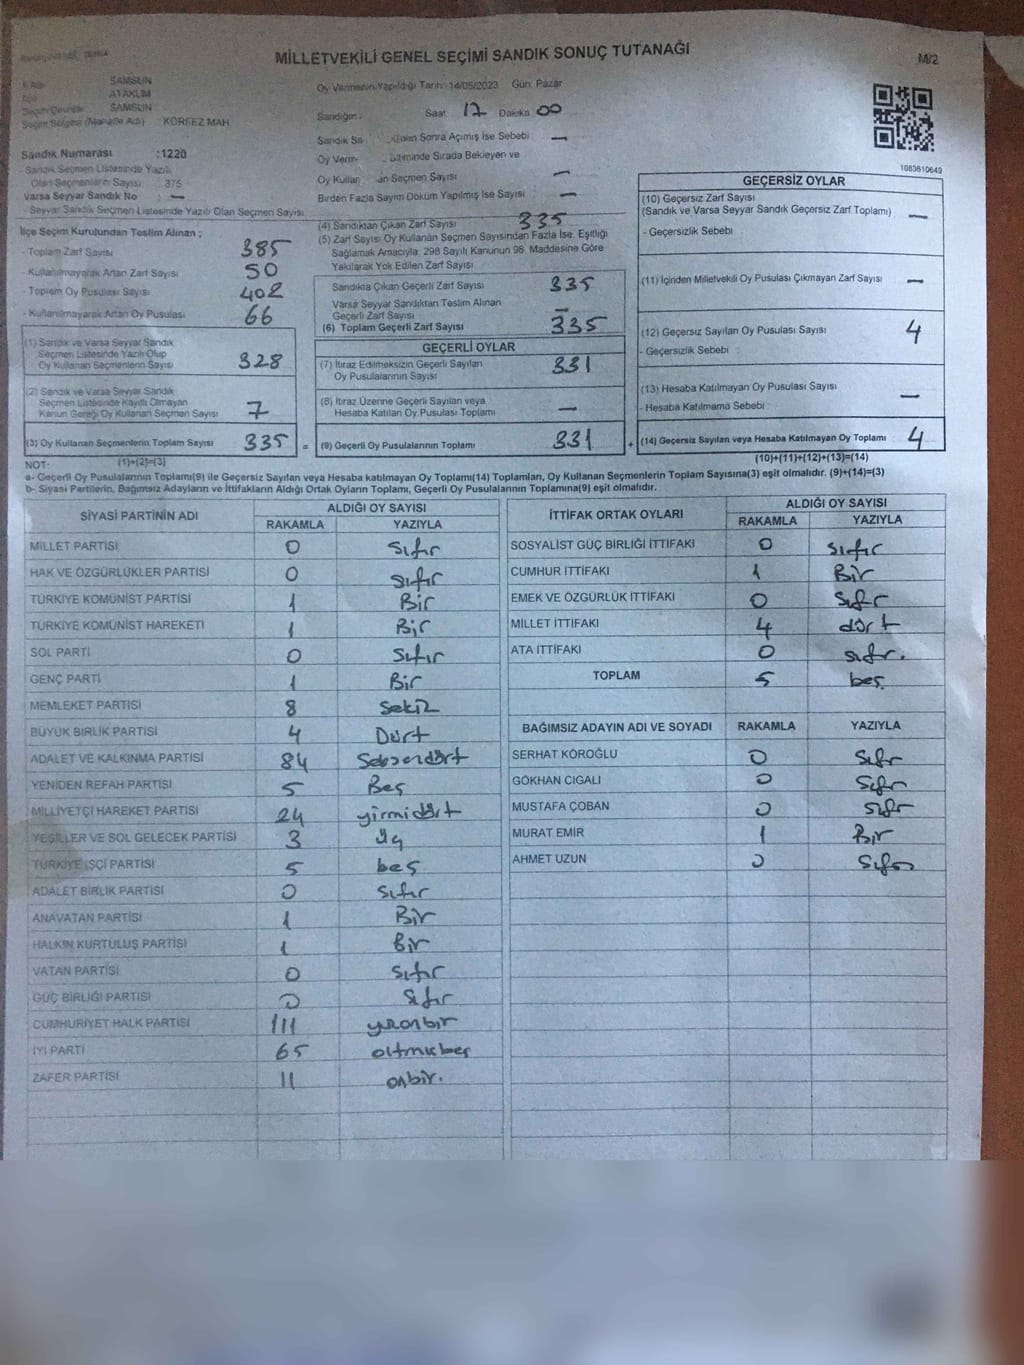 MİLLETVEKİLİ GENEL SEÇİMİ SANDIK SONUÇ TUTANAĞI
M/2
SAMSUN
ATAKUM
SAMSUN
Seçim Bölgesi (Mahalle Adı) : KÖRFEZ MAH.
Sandık Numarası :1220
Sandık Seçmen Listesinde Yazılı
Olan Seçmenlerin Sayısı : 375
Varsa Seyyar Sandık No : —
- Seyyar Sandık Seçmen Listesinde Yazılı Olan Seçmen Sayısı
İlçe Seçim Kurulundan Teslim Alınan ;
Toplam Zarf Sayısı 385
Kullanılmayarak Artan Zarf Sayısı 50
Toplam Oy Pusulası Sayısı 402
- Kullanılmayarak Artan Oy Pusulası 66
(1) Sandık ve Varsa Seyyar Sandık
Seçmen Listesinde Yazılı Olup
Oy Kullanan Seçmenlerin Sayısı 328
(2) Sandık ve Varsa Seyyar Sandık
Seçmen Listesinde Kayıtlı Olmayan
Kanun Gereği Oy Kullanan Seçmen Sayısı 7
(3) Oy Kullanan Seçmenlerin Toplam Sayısı 335 =
Oy Vermenin Yapıldığı Tarih: 14/05/2023 Gün: Pazar
Sandığın : Saat 17 Dakika 00
Sandık Sa den Sonra Açımış İse Sebebi —
Oy Verm bitiminde Sırada Bekleyen ve
Oy Kullan an Seçmen Sayısı —
Birden Fazla Sayım Döküm Yapılmış İse Sayısı —
(4) Sandıktan Çıkan Zarf Sayısı 335
(5) Zarf Sayısı Oy Kullanan Seçmen Sayısından Fazla İse, Eşitliği
Sağlamak Amacıyla, 298 Sayılı Kanunun 98. Maddesine Göre
Yakılarak Yok Edilen Zarf Sayısı
Sandıkta Çıkan Geçerli Zarf Sayısı 335
Varsa Seyyar Sandıktan Teslim Alınan
Geçerli Zarf Sayısı —
(6) Toplam Geçerli Zarf Sayısı 335
GEÇERLİ OYLAR
(7) İtiraz Edilmeksizin Geçerli Sayılan
Oy Pusulalarının Sayısı 331
(8) İtiraz Üzerine Geçerli Sayılan veya
Hesaba Katılan Oy Pusulası Toplamı —
(9) Geçerli Oy Pusulalarının Toplamı 331 +
1083610649
GEÇERSİZ OYLAR
(10) Geçersiz Zarf Sayısı
(Sandık ve Varsa Seyyar Sandık Geçersiz Zarf Toplamı) —
- Geçersizlik Sebebi :
(11) İçinden Milletvekili Oy Pusulası Çıkmayan Zarf Sayısı —
(12) Geçersiz Sayılan Oy Pusulası Sayısı 4
- Geçersizlik Sebebi :
(13) Hesaba Katılmayan Oy Pusulası Sayısı —
- Hesaba Katılmama Sebebi :
(14) Geçersiz Sayılan veya Hesaba Katılmayan Oy Toplamı 4
NOT: (1)+(2)=(3) (10)+(11)+(12)+(13)=(14)
a- Geçerli Oy Pusulalarının Toplamı(9) ile Geçersiz Sayılan veya Hesaba katılmayan Oy Toplamı(14) Toplamları, Oy Kullanan Seçmenlerin Toplam Sayısına(3) eşit olmalıdır. (9)+(14)=(3)
b- Siyasi Partilerin, Bağımsız Adayların ve İttifakların Aldığı Ortak Oyların Toplamı, Geçerli Oy Pusulalarının Toplamına(9) eşit olmalıdır.
SİYASİ PARTİNİN ADI ALDIĞI OY SAYISI
RAKAMLA YAZIYLA
MİLLET PARTİSİ 0 Sıfır
HAK VE ÖZGÜRLÜKLER PARTİSİ 0 Sıfır
TÜRKİYE KOMÜNİST PARTİSİ 1 Bir
TÜRKİYE KOMÜNİST HAREKETİ 1 Bir
SOL PARTİ 0 Sıfır
GENÇ PARTİ 1 Bir
MEMLEKET PARTİSİ 8 Sekiz
BÜYÜK BİRLİK PARTİSİ 4 Dört
ADALET VE KALKINMA PARTİSİ 84 Seksendört
YENİDEN REFAH PARTİSİ 5 Beş
MİLLİYETÇİ HAREKET PARTİSİ 24 yirmidört
YEŞİLLER VE SOL GELECEK PARTİSİ 3 üç
TÜRKİYE İŞÇİ PARTİSİ 5 beş
ADALET BİRLİK PARTİSİ 0 Sıfır
ANAVATAN PARTİSİ 1 Bir
HALKIN KURTULUŞ PARTİSİ 1 Bir
VATAN PARTİSİ 0 Sıfır
GÜÇ BİRLİĞİ PARTİSİ 0 Sıfır
CUMHURİYET HALK PARTİSİ 111 yüzonbir
İYİ PARTİ 65 altmışbeş
ZAFER PARTİSİ 11 onbir.
İTTİFAK ORTAK OYLARI ALDIĞI OY SAYISI
RAKAMLA YAZIYLA
SOSYALİST GÜÇ BİRLİĞİ İTTİFAKI 0 sıfır
CUMHUR İTTİFAKI 1 Bir
EMEK VE ÖZGÜRLÜK İTTİFAKI 0 Sıfır
MİLLET İTTİFAKI 4 dört
ATA İTTİFAKI 0 sıfır.
TOPLAM 5 beş
BAĞIMSIZ ADAYIN ADI VE SOYADI RAKAMLA YAZIYLA
SERHAT KÖROĞLU 0 Sıfır
GÖKHAN CIGALI 0 Sıfır
MUSTAFA ÇOBAN 0 Sıfır
MURAT EMİR 1 Bir
AHMET UZUN 0 Sıfır